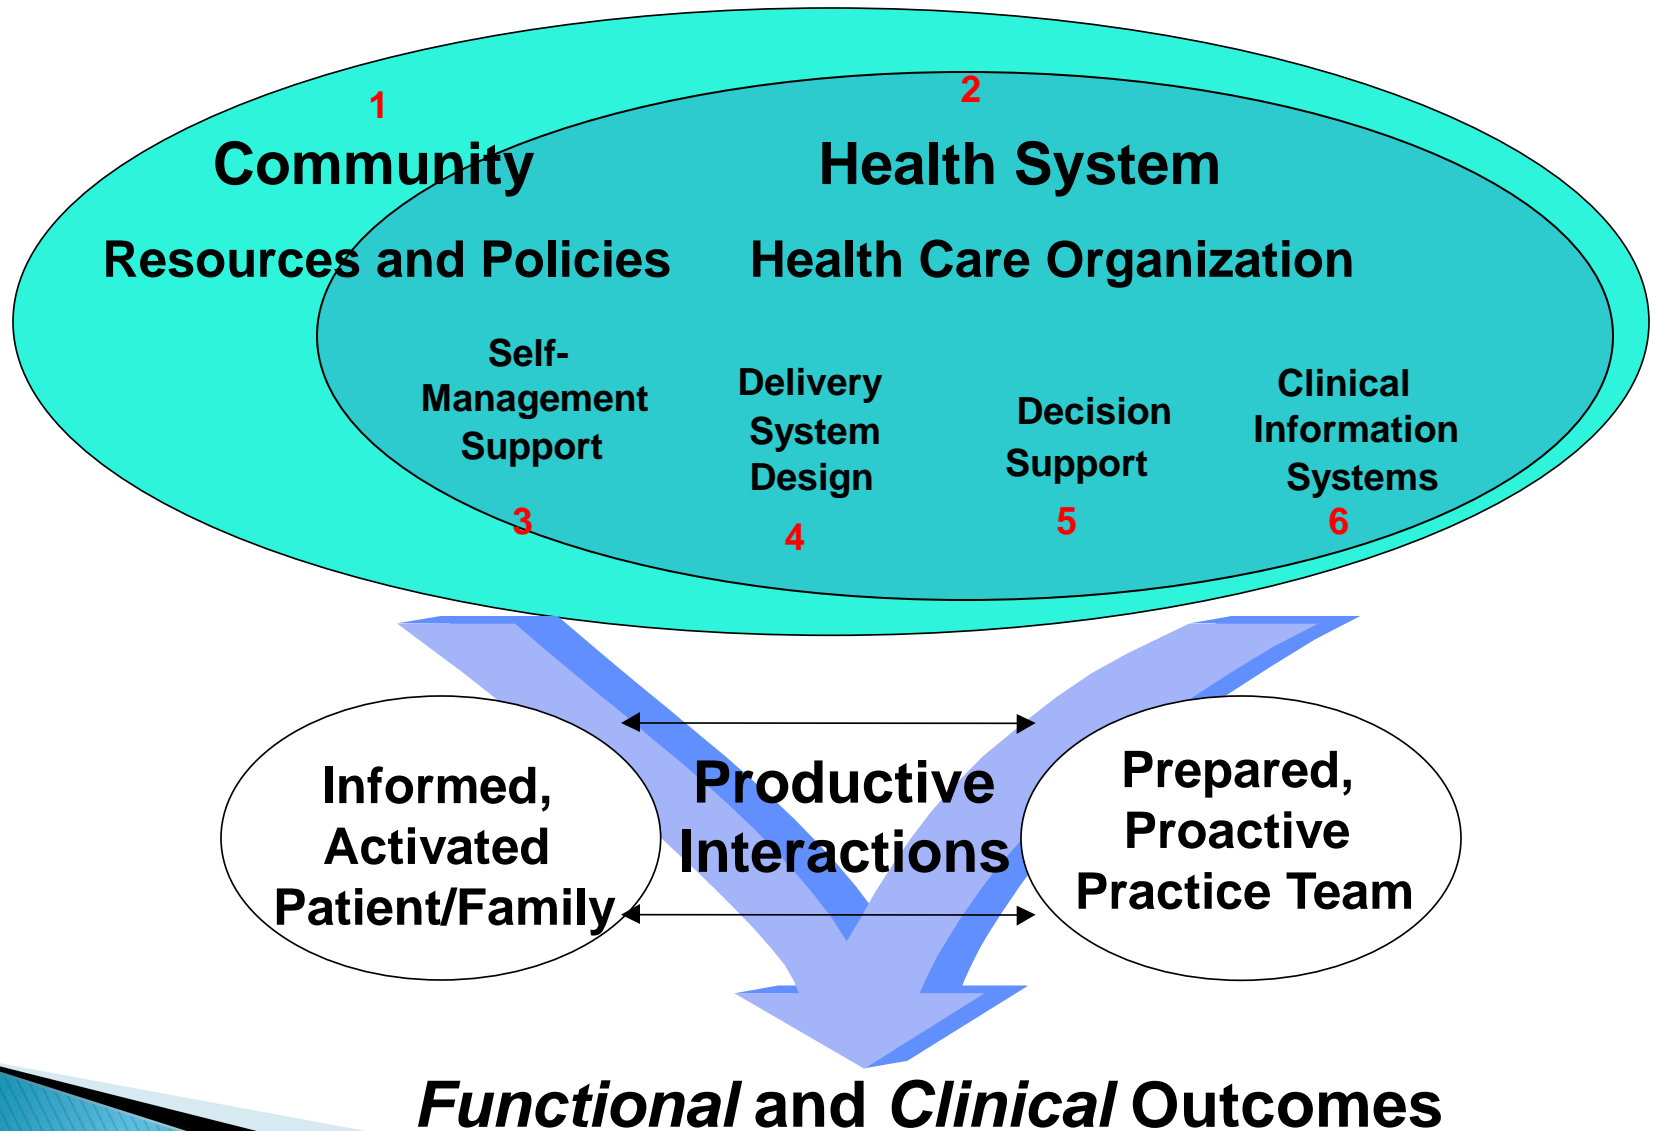 1
2
Community
Health System
Resources and Policies
Health Care Organization
Self-
Management
Support
3
Delivery
System
Design
4
Decision
Support
5
Clinical
Information
Systems
6
Informed,
Activated
Patient/Family
Productive
Interactions
Prepared,
Proactive
Practice Team
Functional and Clinical Outcomes